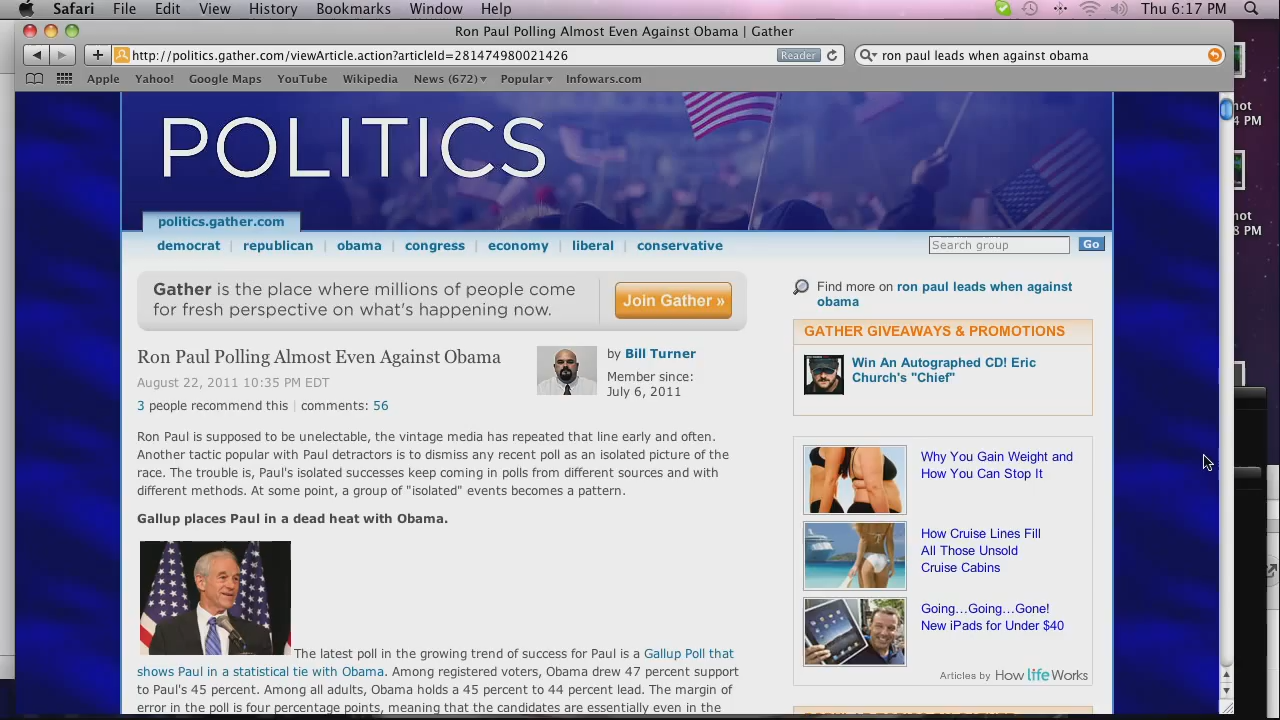 Safari File Edit View History Bookmarks Window Help Thu 6:17 PM
Ron Paul Polling Almost Even Against Obama | Gather
http://politics.gather.com/viewArticle.action?articleId=281474980021426 Reader ron paul leads when against obama
Apple Yahoo! Google Maps YouTube Wikipedia News (672)▾ Popular▾ Infowars.com
POLITICS
politics.gather.com
democrat | republican | obama | congress | economy | liberal | conservative
Search group Go
Gather is the place where millions of people come
for fresh perspective on what's happening now.
Join Gather »
Ron Paul Polling Almost Even Against Obama
August 22, 2011 10:35 PM EDT
3 people recommend this | comments: 56
by Bill Turner
Member since:
July 6, 2011
Ron Paul is supposed to be unelectable, the vintage media has repeated that line early and often.
Another tactic popular with Paul detractors is to dismiss any recent poll as an isolated picture of the
race. The trouble is, Paul's isolated successes keep coming in polls from different sources and with
different methods. At some point, a group of "isolated" events becomes a pattern.
Gallup places Paul in a dead heat with Obama.
The latest poll in the growing trend of success for Paul is a Gallup Poll that
shows Paul in a statistical tie with Obama. Among registered voters, Obama drew 47 percent support
to Paul's 45 percent. Among all adults, Obama holds a 45 percent to 44 percent lead. The margin of
error in the poll is four percentage points, meaning that the candidates are essentially even in the
Find more on ron paul leads when against
obama
GATHER GIVEAWAYS & PROMOTIONS
Win An Autographed CD! Eric
Church's "Chief"
Why You Gain Weight and
How You Can Stop It
How Cruise Lines Fill
All Those Unsold
Cruise Cabins
Going...Going...Gone!
New iPads for Under $40
Articles by How life Works
not
4 PM
not
8 PM